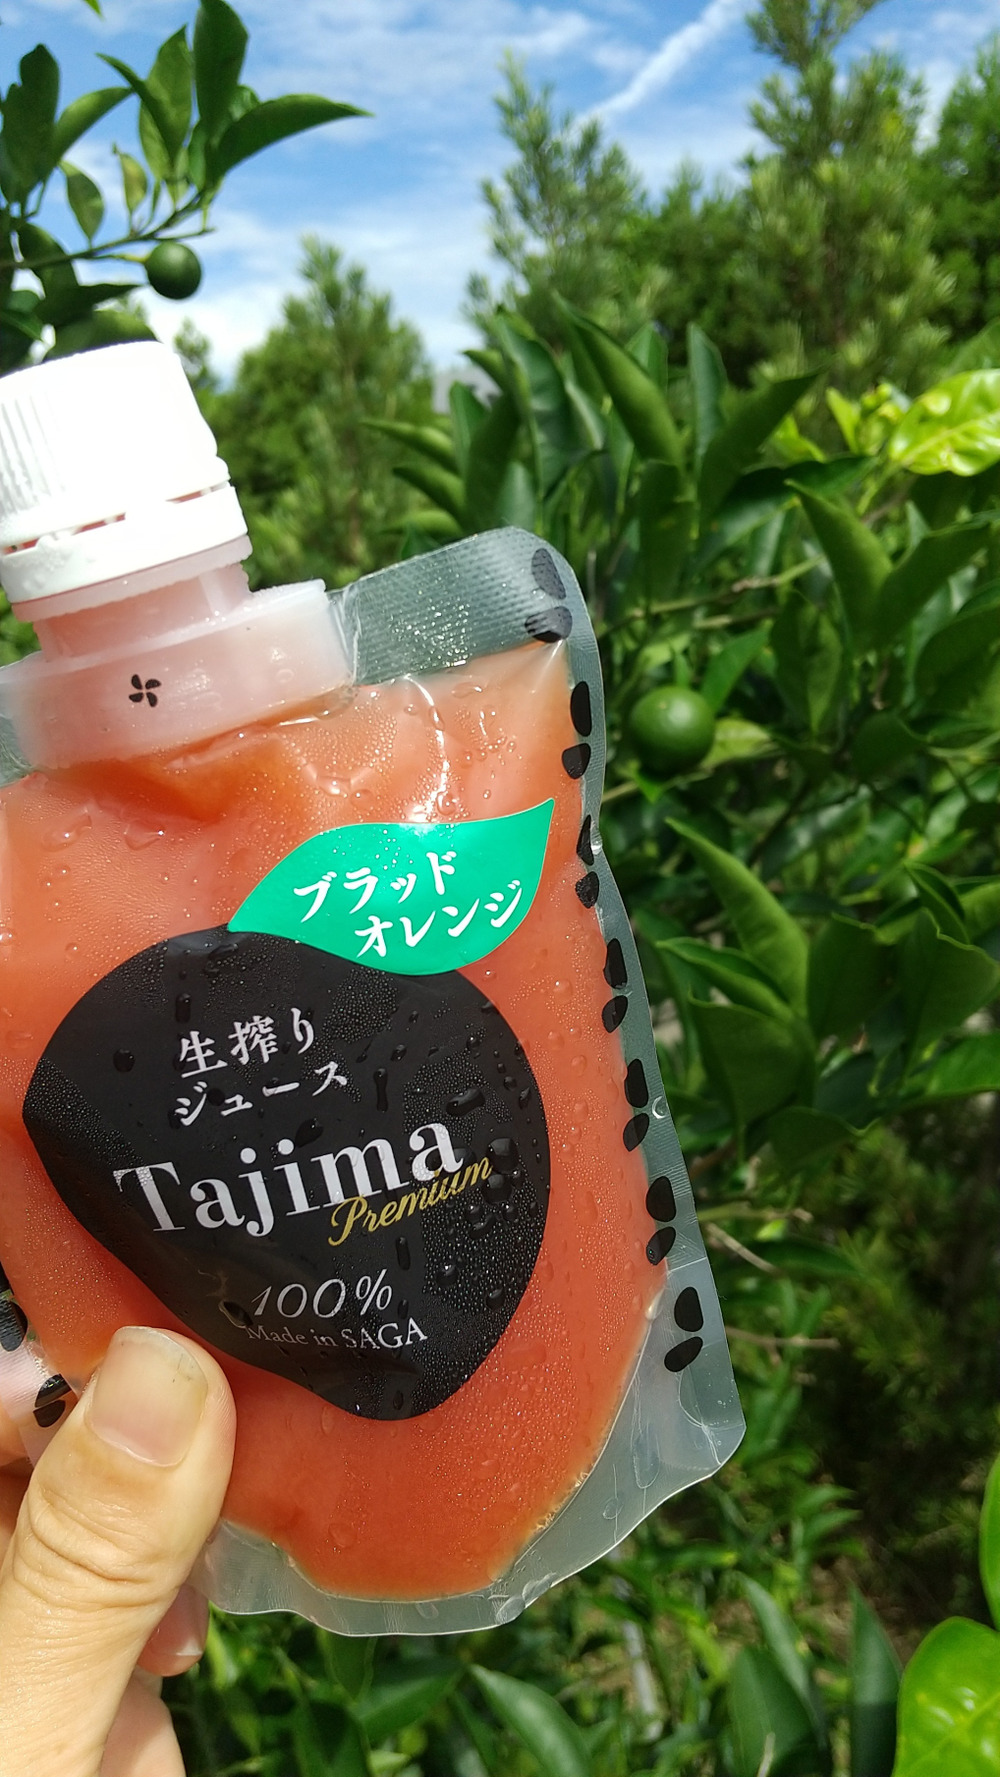 ブラッド
オレンジ
生搾り
ジュース
Tajima
Premium
100%
Made in SAGA